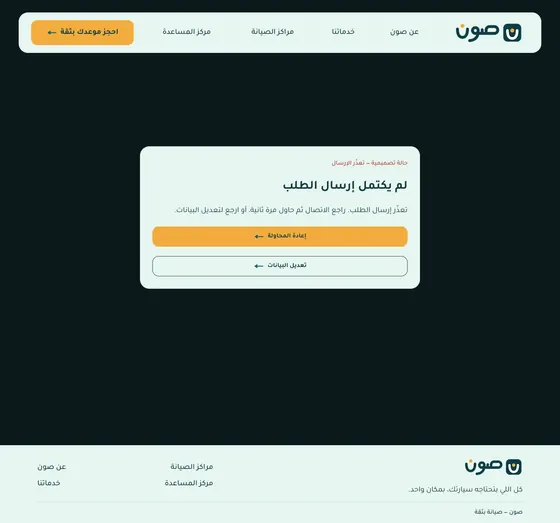 صون
عن صون
خدماتنا
مراكز الصيانة
مركز المساعدة
احجز موعدك بثقة ←
حالة تصميمية – تعذّر الإرسال
لم يكتمل إرسال الطلب
تعذّر إرسال الطلب. راجع الاتصال ثم حاول مرة ثانية، أو ارجع لتعديل البيانات.
إعادة المحاولة ←
تعديل البيانات ←
صون
كل اللي بتحتاجه سيارتك، بمكان واحد.
مراكز الصيانة
مركز المساعدة
عن صون
خدماتنا
صون – صيانة بثقة